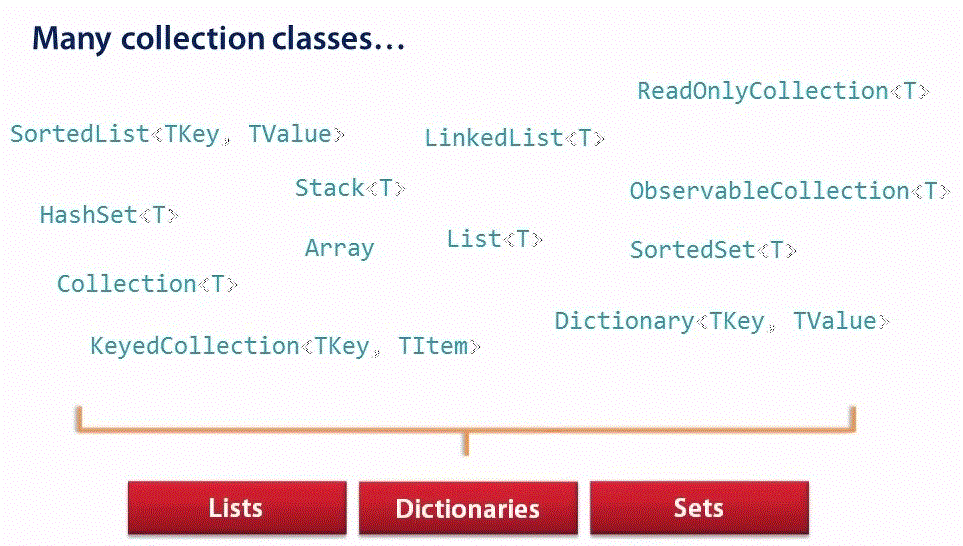 Many collection classes…
ReadOnlyCollection<T>
SortedList<TKey, TValue>
LinkedList<T>
Stack<T>
ObservableCollection<T>
HashSet<T>
List<T>
Array
SortedSet<T>
Collection<T>
Dictionary<TKey, TValue>
KeyedCollection<TKey, TItem>
Lists
Dictionaries
Sets